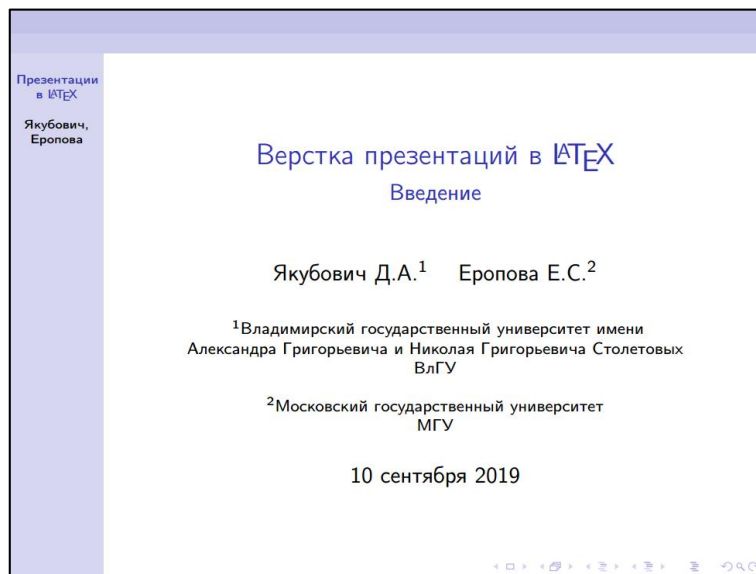 Презентации
в LATEX
Якубович,
Еропова
Верстка презентаций в LATEX
Введение
Якубович Д.А.¹ Еропова Е.С.²
¹Владимирский государственный университет имени
Александра Григорьевича и Николая Григорьевича Столетовых
ВлГУ
²Московский государственный университет
МГУ
10 сентября 2019